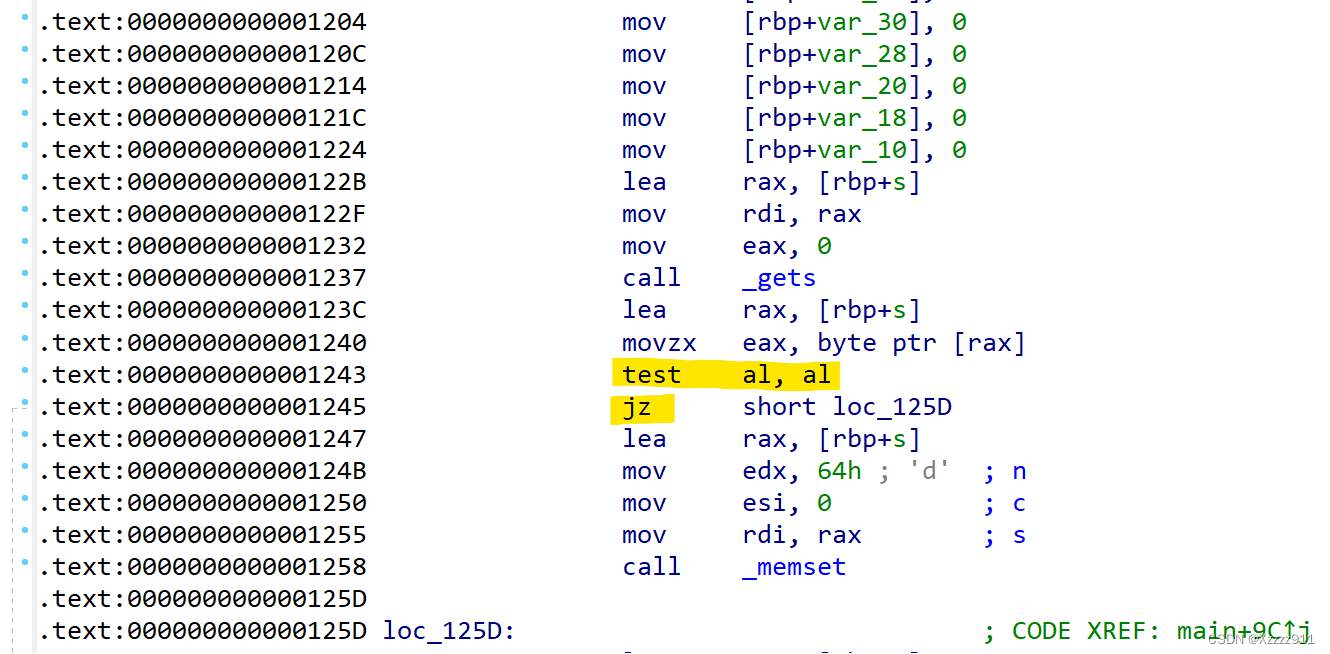 .text:0000000000001204 mov [rbp+var_30], 0
.text:000000000000120C mov [rbp+var_28], 0
.text:0000000000001214 mov [rbp+var_20], 0
.text:000000000000121C mov [rbp+var_18], 0
.text:0000000000001224 mov [rbp+var_10], 0
.text:000000000000122B lea rax, [rbp+s]
.text:000000000000122F mov rdi, rax
.text:0000000000001232 mov eax, 0
.text:0000000000001237 call _gets
.text:000000000000123C lea rax, [rbp+s]
.text:0000000000001240 movzx eax, byte ptr [rax]
.text:0000000000001243 test al, al
.text:0000000000001245 jz short loc_125D
.text:0000000000001247 lea rax, [rbp+s]
.text:000000000000124B mov edx, 64h ; 'd' ; n
.text:0000000000001250 mov esi, 0 ; c
.text:0000000000001255 mov rdi, rax ; s
.text:0000000000001258 call _memset
.text:000000000000125D
.text:000000000000125D loc_125D: ; CODE XREF: main+9C↑j
CSDN @Xzzzz911